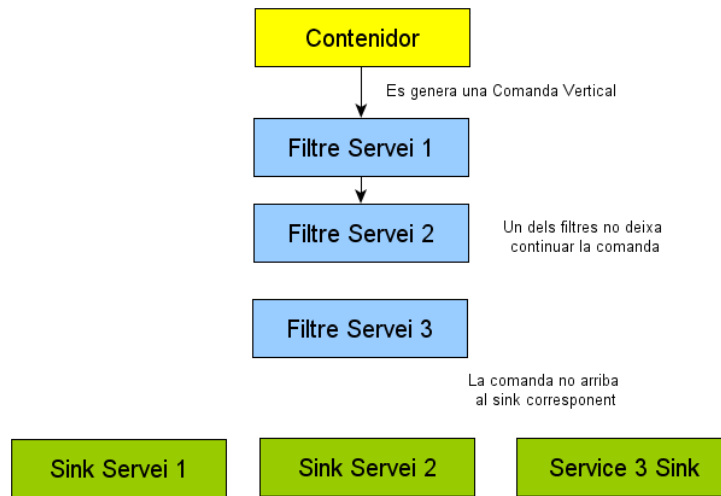 Contenidor
Es genera una Comanda Vertical
Filtre Servei 1
Filtre Servei 2
Un dels filtres no deixa
continuar la comanda
Filtre Servei 3
La comanda no arriba
al sink corresponent
Sink Servei 1
Sink Servei 2
Service 3 Sink